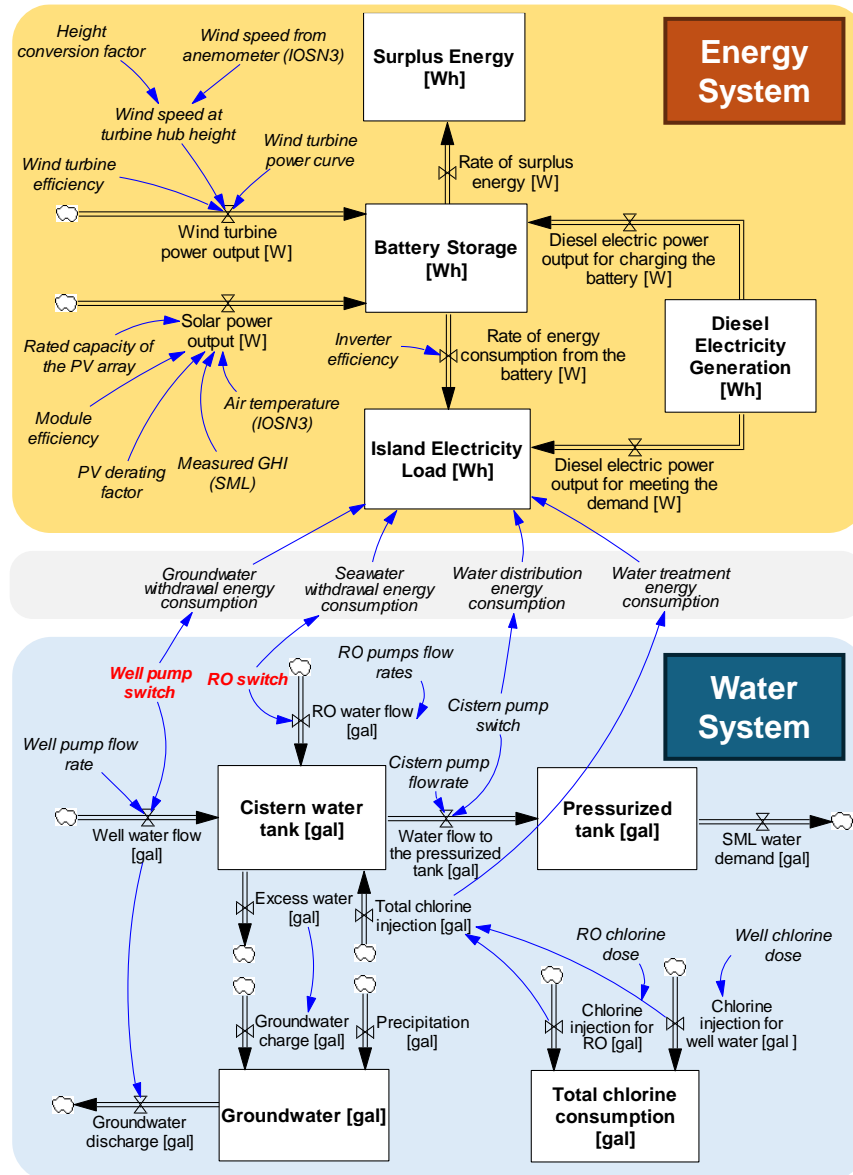 Height
conversion factor
Wind speed from
anemometer (IOSN3)
Surplus Energy
[Wh]
Energy
System
Wind speed at
turbine hub height
Wind turbine
power curve
Wind turbine
efficiency
Rate of surplus
energy [W]
Wind turbine
power output [W]
Battery Storage
[Wh]
Diesel electric power
output for charging the
battery [W]
Solar power
output [W]
Rated capacity of
the PV array
Inverter
efficiency
Rate of energy
consumption from the
battery [W]
Diesel
Electricity
Generation
[Wh]
Module
efficiency
Air temperature
(IOSN3)
PV derating
factor
Measured GHI
(SML)
Island Electricity
Load [Wh]
Diesel electric power
output for meeting the
demand [W]
Groundwater
withdrawal energy
consumption
Seawater
withdrawal energy
consumption
Water distribution
energy
consumption
Water treatment
energy
consumption
Well pump
switch
RO switch
RO pumps flow
rates
Water
System
RO water flow
[gal]
Cistern pump
switch
Well pump flow
rate
Cistern pump
flow rate
Cistern water
tank [gal]
Pressurized
tank [gal]
Well water flow
[gal]
Water flow to
the pressurized
tank [gal]
SML water
demand [gal]
Excess water
[gal]
Total chlorine
injection [gal]
RO chlorine
dose
Well chlorine
dose
Groundwater
charge [gal]
Precipitation
[gal]
Chlorine
injection for
RO [gal]
Chlorine
injection for
well water [gal ]
Groundwater [gal]
Groundwater
discharge [gal]
Total chlorine
consumption
[gal]